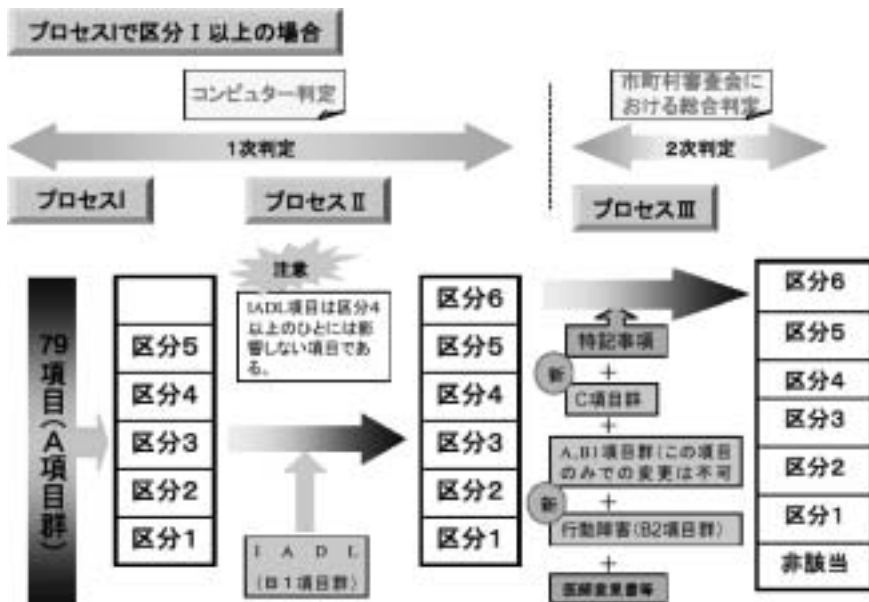 プロセスIで区分Ⅰ以上の場合
コンピュター判定
市町村審査会に
おける総合判定
1次判定
2次判定
プロセスI
プロセスⅡ
プロセスⅢ
注意
IADL項目は区分4
以上のひとには影
響しない項目であ
る。
79項目(A項目群)
区分5
区分4
区分3
区分2
区分1
I A D L
(B1項目群)
区分6
区分5
区分4
区分3
区分2
区分1
特記事項
+
新
C項目群
+
A,B1項目群(この項目
のみでの変更は不可
+
新
行動障害(B2項目群)
+
医師意見書等
区分6
区分5
区分4
区分3
区分2
区分1
非該当